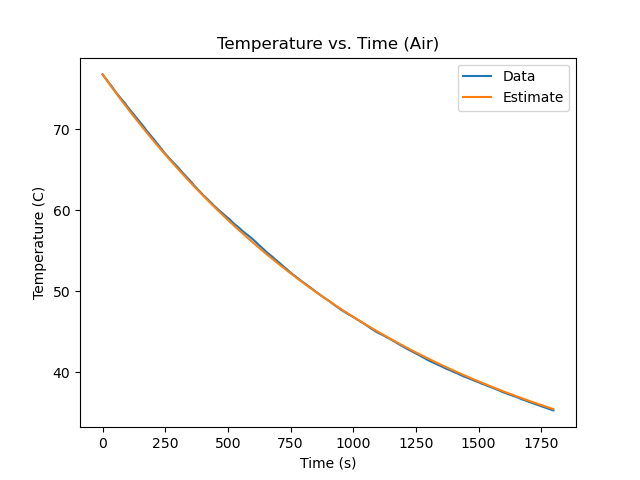 Temperature vs. Time (Air)
Data
Estimate
Temperature (C)
70
60
50
40
0 250 500 750 1000 1250 1500 1750
Time (s)